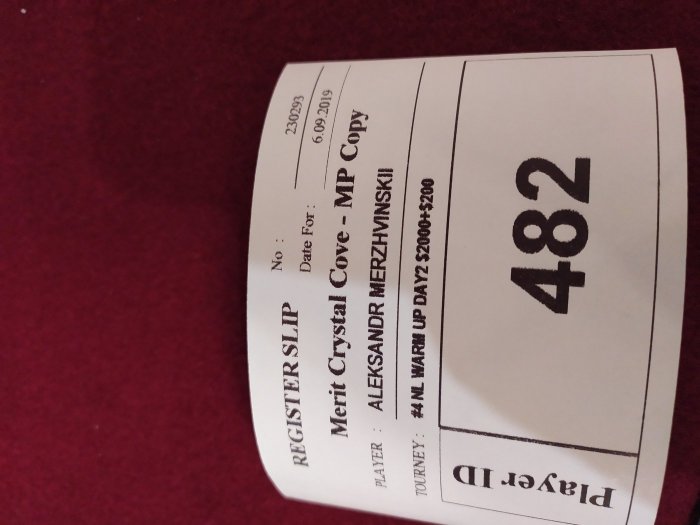 REGISTER SLIP
No : 230293
Date For : 6.09.2019
Merit Crystal Cove - MP Copy
PLAYER : ALEKSANDR MERZHVINSKII
TOURNEY : #4 NL WARM UP DAY2 $2000+$200
Player ID
482